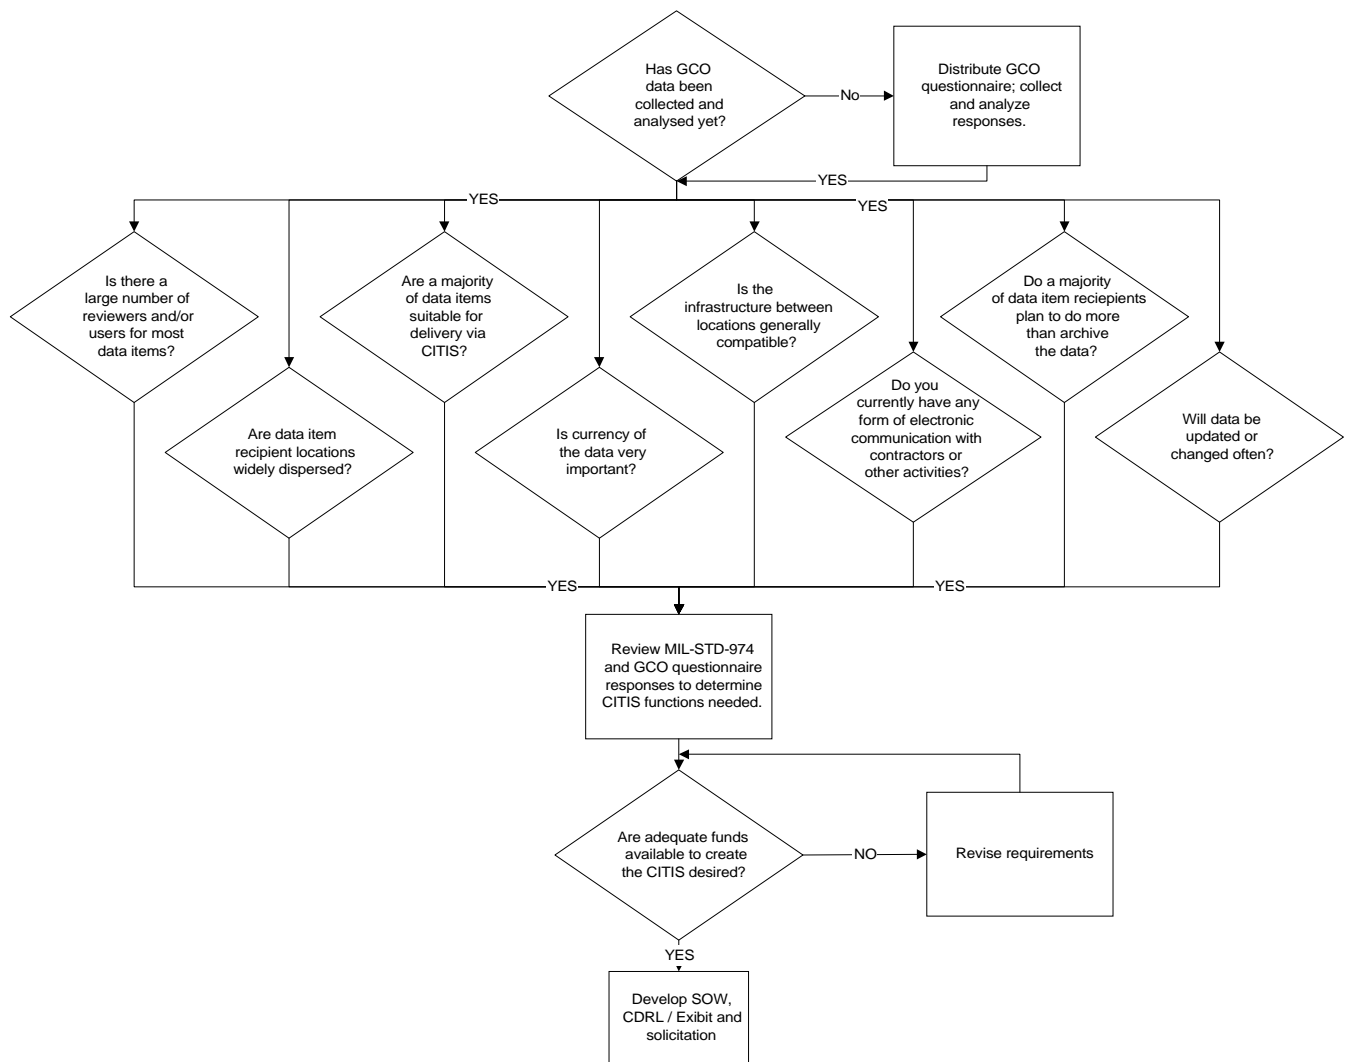 Has GCO
data been
collected and
analysed yet?
No
Distribute GCO
questionnaire; collect
and analyze
responses.
YES
YES
YES
Is there a
large number of
reviewers and/or
users for most
data items?
Are data item
recipient locations
widely dispersed?
Are a majority
of data items
suitable for
delivery via
CITIS?
Is currency of
the data very
important?
Is the
infrastructure between
locations generally
compatible?
Do you
currently have any
form of electronic
communication with
contractors or
other activities?
Do a majority
of data item reciepients
plan to do more
than archive
the data?
Will data be
updated or
changed often?
YES
YES
Review MIL-STD-974
and GCO questionnaire
responses to determine
CITIS functions needed.
Are adequate funds
available to create
the CITIS desired?
NO
Revise requirements
YES
Develop SOW,
CDRL / Exibit and
solicitation